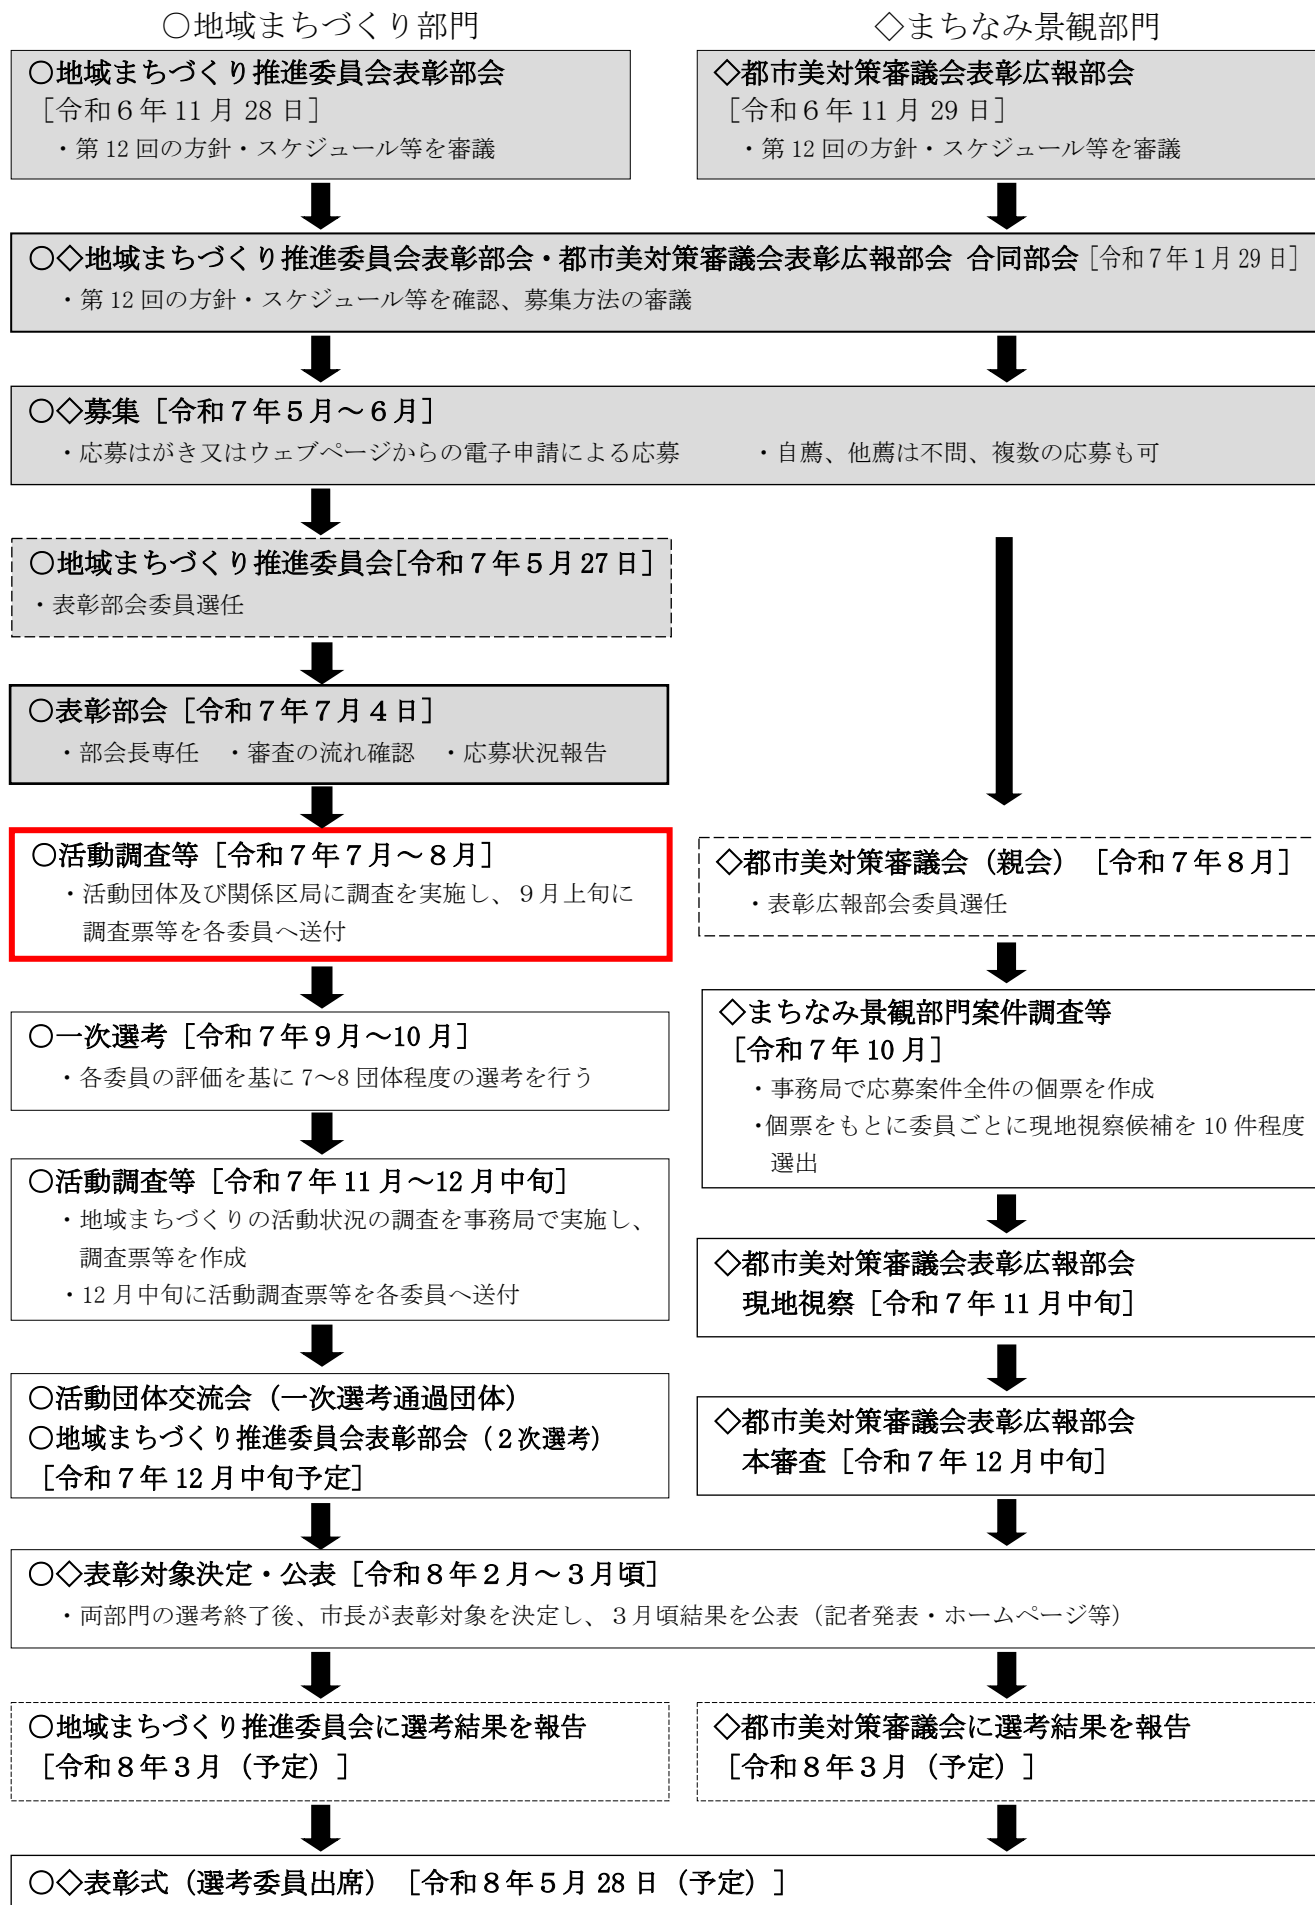 ○地域まちづくり部門
◇まちなみ景観部門
○地域まちづくり推進委員会表彰部会
［令和６年 11 月 28 日］
・第 12 回の方針・スケジュール等を審議
◇都市美対策審議会表彰広報部会
［令和６年 11 月 29 日］
・第 12 回の方針・スケジュール等を審議
○◇地域まちづくり推進委員会表彰部会・都市美対策審議会表彰広報部会 合同部会［令和７年１月 29 日］
・第 12 回の方針・スケジュール等を確認、募集方法の審議
○◇募集［令和７年５月～６月］
・応募はがき又はウェブページからの電子申請による応募　　・自薦、他薦は不問、複数の応募も可
○地域まちづくり推進委員会［令和７年５月 27 日］
・表彰部会委員選任
○表彰部会［令和７年７月４日］
・部会長専任　・審査の流れ確認　・応募状況報告
○活動調査等［令和７年７月～８月］
・活動団体及び関係区局に調査を実施し、９月上旬に
調査票等を各委員へ送付
◇都市美対策審議会（親会）［令和７年８月］
・表彰広報部会委員選任
○一次選考［令和７年９月～10 月］
・各委員の評価を基に 7～8 団体程度の選考を行う
◇まちなみ景観部門案件調査等
［令和７年 10 月］
・事務局で応募案件全件の個票を作成
・個票をもとに委員ごとに現地視察候補を 10 件程度
選出
○活動調査等［令和７年 11 月～12 月中旬］
・地域まちづくりの活動状況の調査を事務局で実施し、
調査票等を作成
・12 月中旬に活動調査票等を各委員へ送付
◇都市美対策審議会表彰広報部会
現地視察［令和７年 11 月中旬］
○活動団体交流会（一次選考通過団体）
○地域まちづくり推進委員会表彰部会（２次選考）
［令和７年 12 月中旬予定］
◇都市美対策審議会表彰広報部会
本審査［令和７年 12 月中旬］
○◇表彰対象決定・公表［令和８年２月～３月頃］
・両部門の選考終了後、市長が表彰対象を決定し、３月頃結果を公表（記者発表・ホームページ等）
○地域まちづくり推進委員会に選考結果を報告
［令和８年３月（予定）］
◇都市美対策審議会に選考結果を報告
［令和８年３月（予定）］
○◇表彰式（選考委員出席）［令和８年５月 28 日（予定）］